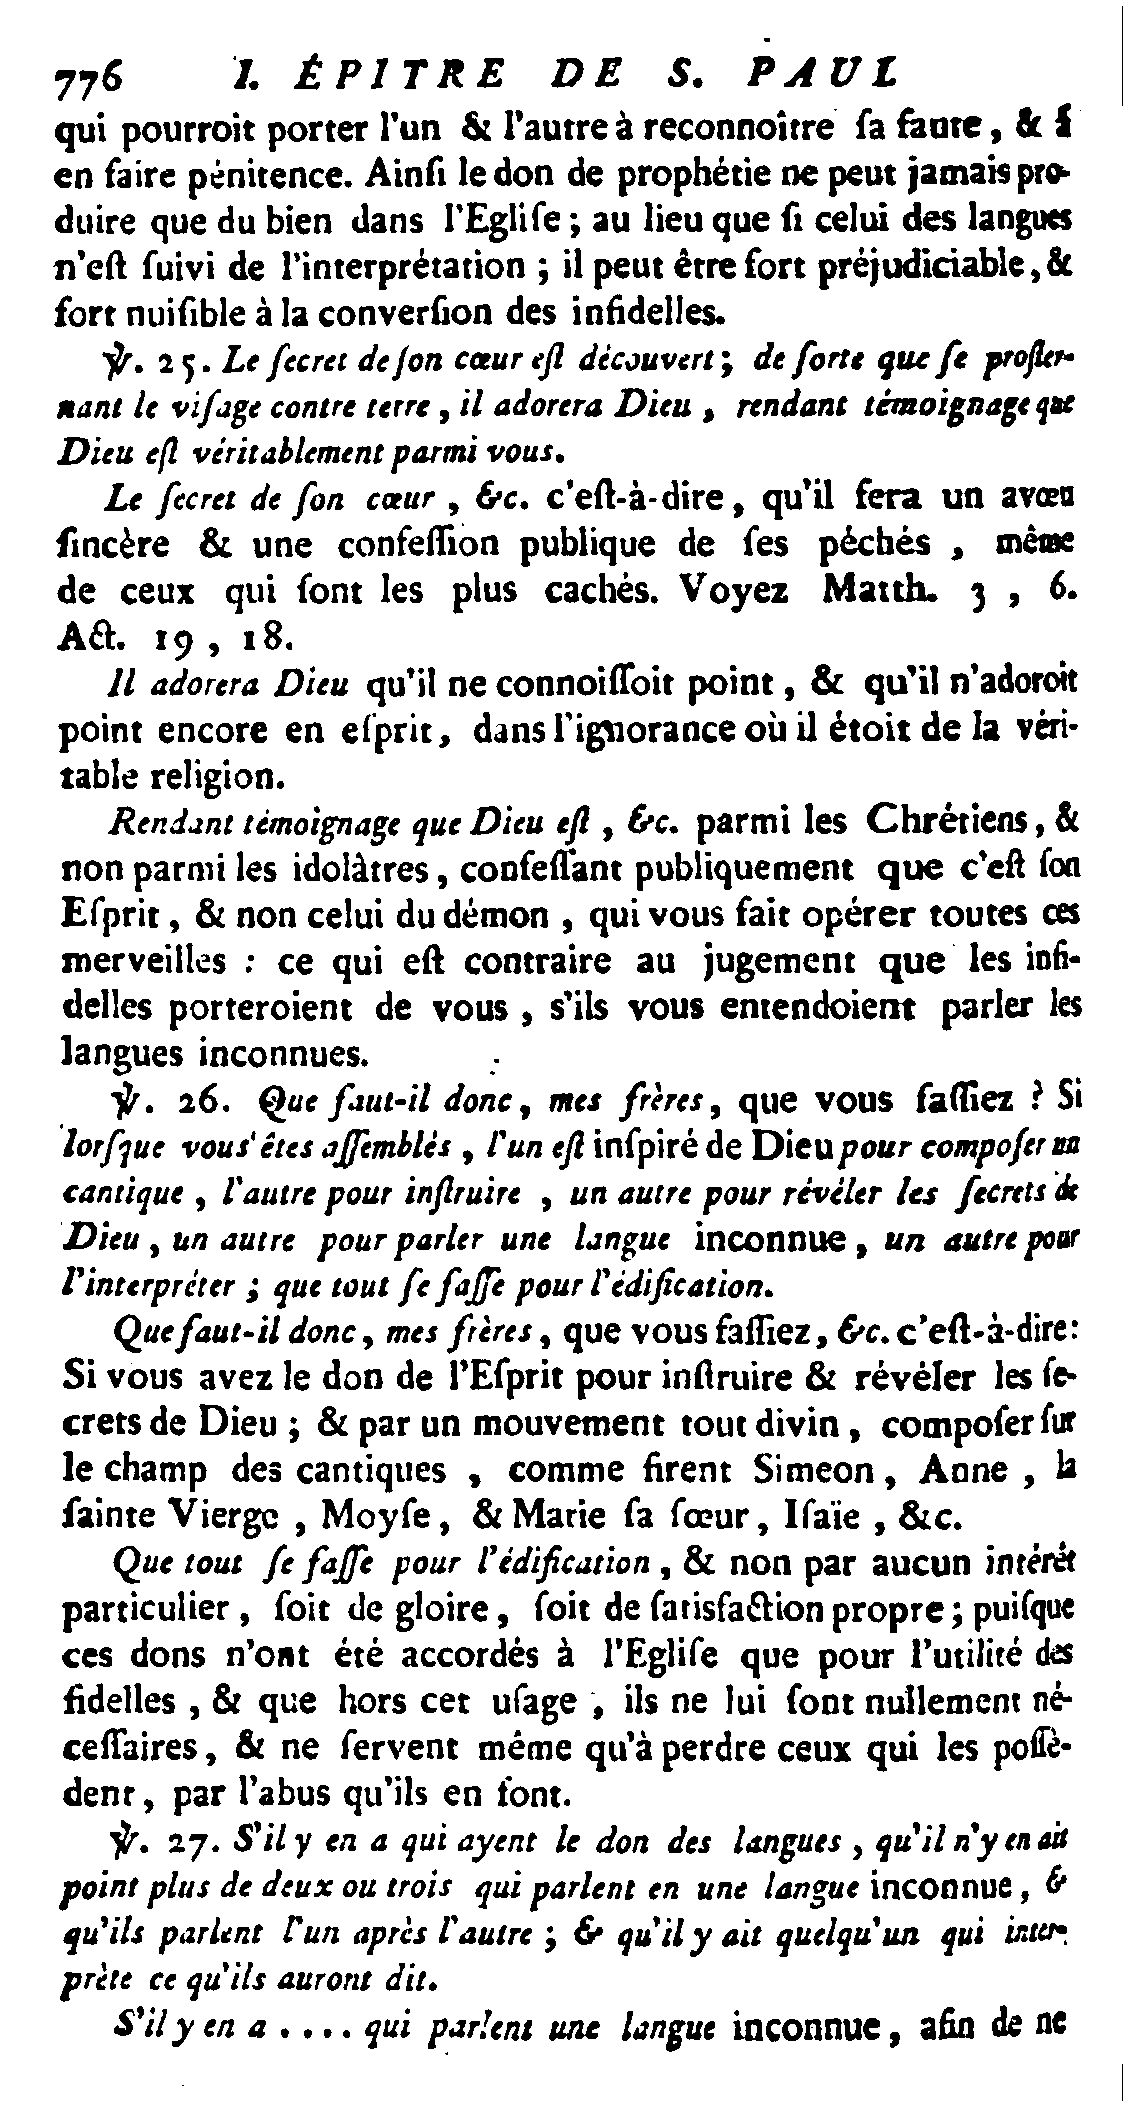 776 I. ÉPITRE DE S. PAUL
qui pourroit porter l'un & l'autre à reconnoître ſa faute, & à
en faire pénitence. Ainſi le don de prophétie ne peut jamais pro-
duire que du bien dans l'Egliſe ; au lieu que ſi celui des langues
n'eſt ſuivi de l'interprétation ; il peut être fort préjudiciable, &
fort nuiſible à la converſion des infidelles.
℣. 25. Le ſecret de ſon cœur eſt découvert ; de ſorte que ſe proſter-
nant le viſage contre terre, il adorera Dieu, rendant témoignage que
Dieu eſt véritablement parmi vous.
Le ſecret de ſon cœur, &c. c'eſt-à-dire, qu'il fera un avœu
ſincère & une confeſſion publique de ſes péchés, même
de ceux qui ſont les plus cachés. Voyez Matth. 3, 6.
Act. 19, 18.
Il adorera Dieu qu'il ne connoiſſoit point, & qu'il n'adoroit
point encore en eſprit, dans l'ignorance où il étoit de la véri-
table religion.
Rendant témoignage que Dieu eſt, &c. parmi les Chrétiens, &
non parmi les idolâtres, confeſſant publiquement que c'eſt ſon
Eſprit, & non celui du démon, qui vous fait opérer toutes ces
merveilles : ce qui eſt contraire au jugement que les infi-
delles porteroient de vous, s'ils vous entendoient parler les
langues inconnues.
℣. 26. Que faut-il donc, mes frères, que vous faſſiez ? Si
lorſque vous êtes aſſemblés, l'un eſt inſpiré de Dieu pour compoſer un
cantique, l'autre pour inſtruire, un autre pour révéler les ſecrets de
Dieu, un autre pour parler une langue inconnue, un autre pour
l'interpréter ; que tout ſe faſſe pour l'édification.
Que faut-il donc, mes frères, que vous faſſiez, &c. c'eſt-à-dire :
Si vous avez le don de l'Eſprit pour inſtruire & révéler les ſe-
crets de Dieu ; & par un mouvement tout divin, compoſer ſur
le champ des cantiques, comme firent Simeon, Anne, la
ſainte Vierge, Moyſe, & Marie ſa ſœur, Iſaïe, &c.
Que tout ſe faſſe pour l'édification, & non par aucun intérêt
particulier, ſoit de gloire, ſoit de ſatisfaction propre ; puiſque
ces dons n'ont été accordés à l'Egliſe que pour l'utilité des
fidelles, & que hors cet uſage, ils ne lui ſont nullement né-
ceſſaires, & ne ſervent même qu'à perdre ceux qui les poſſè-
dent, par l'abus qu'ils en font.
℣. 27. S'il y en a qui ayent le don des langues, qu'il n'y en ait
point plus de deux ou trois qui parlent en une langue inconnue, &
qu'ils parlent l'un après l'autre ; & qu'il y ait quelqu'un qui inter-
prète ce qu'ils auront dit.
S'il y en a . . . . qui parlent une langue inconnue, afin de ne